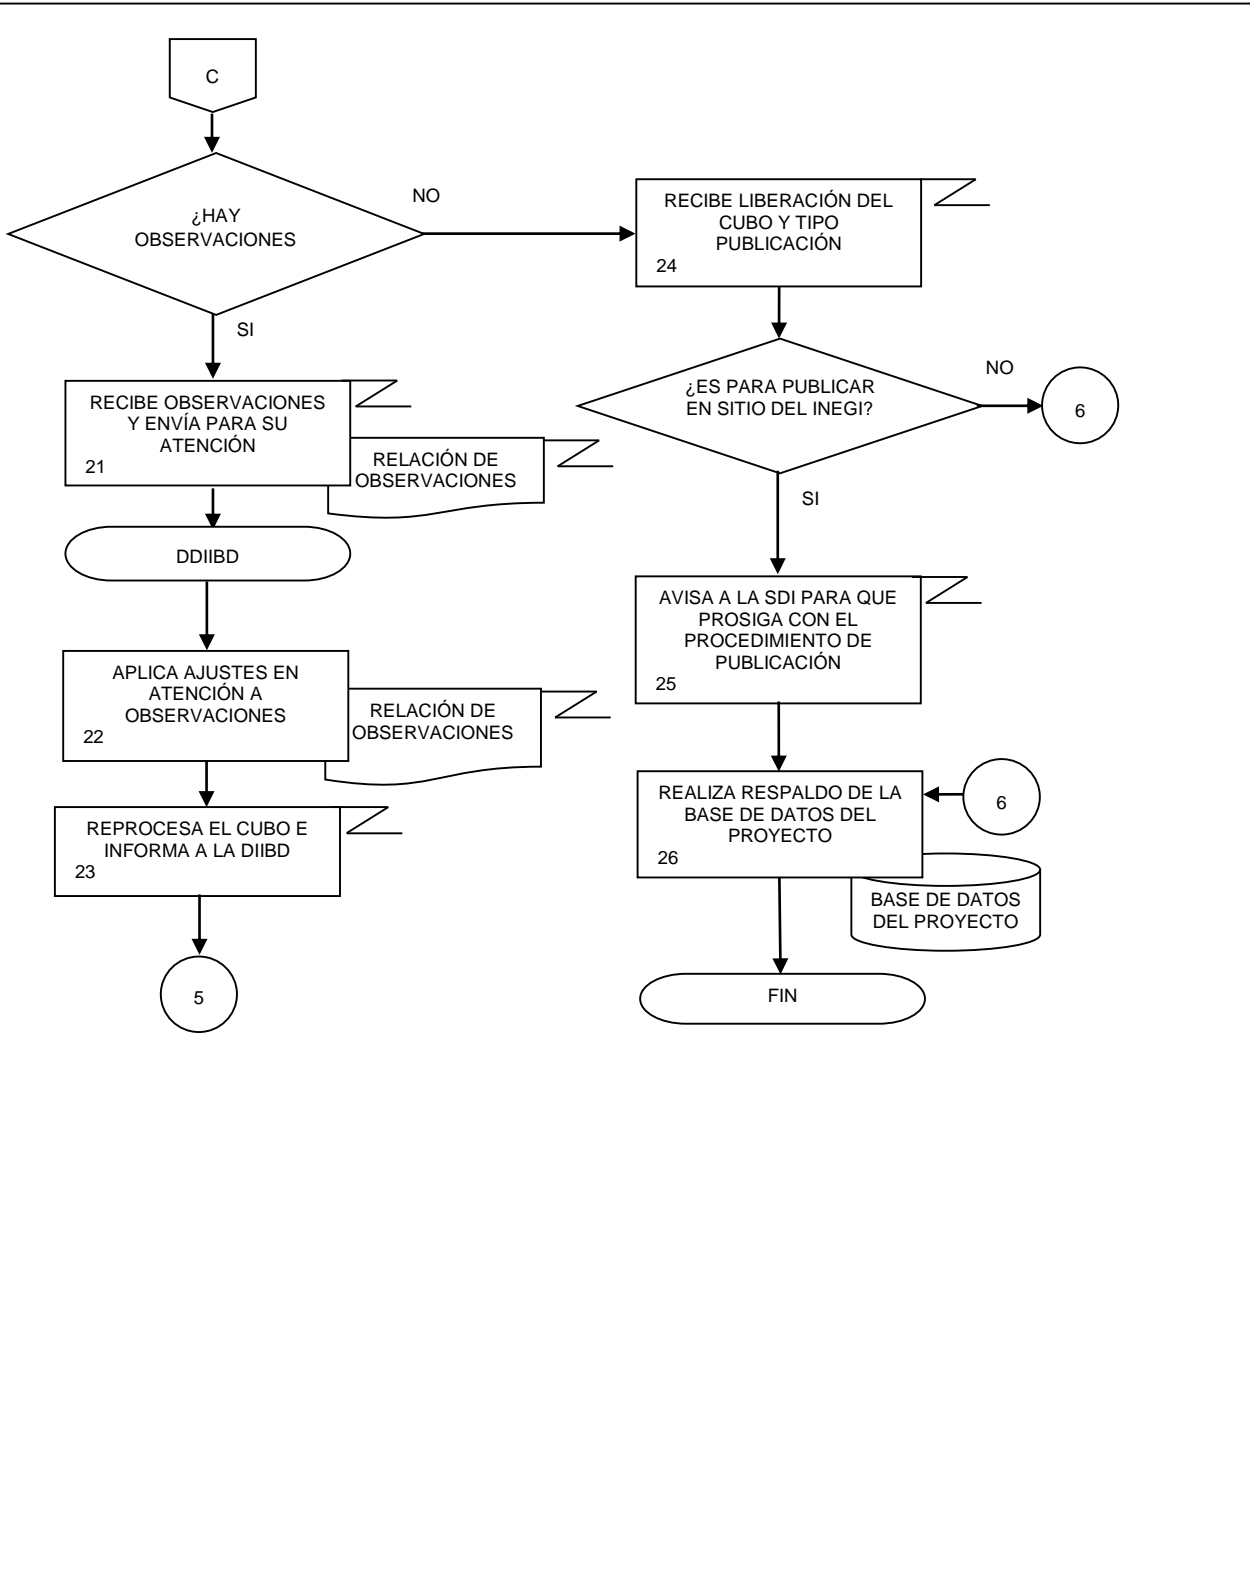 C
¿HAY
OBSERVACIONES
NO
SI
RECIBE OBSERVACIONES
Y ENVÍA PARA SU
ATENCIÓN
21
RELACIÓN DE
OBSERVACIONES
DDIIBD
APLICA AJUSTES EN
ATENCIÓN A
OBSERVACIONES
22
RELACIÓN DE
OBSERVACIONES
REPROCESA EL CUBO E
INFORMA A LA DIIBD
23
5
RECIBE LIBERACIÓN DEL
CUBO Y TIPO
PUBLICACIÓN
24
¿ES PARA PUBLICAR
EN SITIO DEL INEGI?
NO
6
SI
AVISA A LA SDI PARA QUE
PROSIGA CON EL
PROCEDIMIENTO DE
PUBLICACIÓN
25
REALIZA RESPALDO DE LA
BASE DE DATOS DEL
PROYECTO
26
6
BASE DE DATOS
DEL PROYECTO
FIN